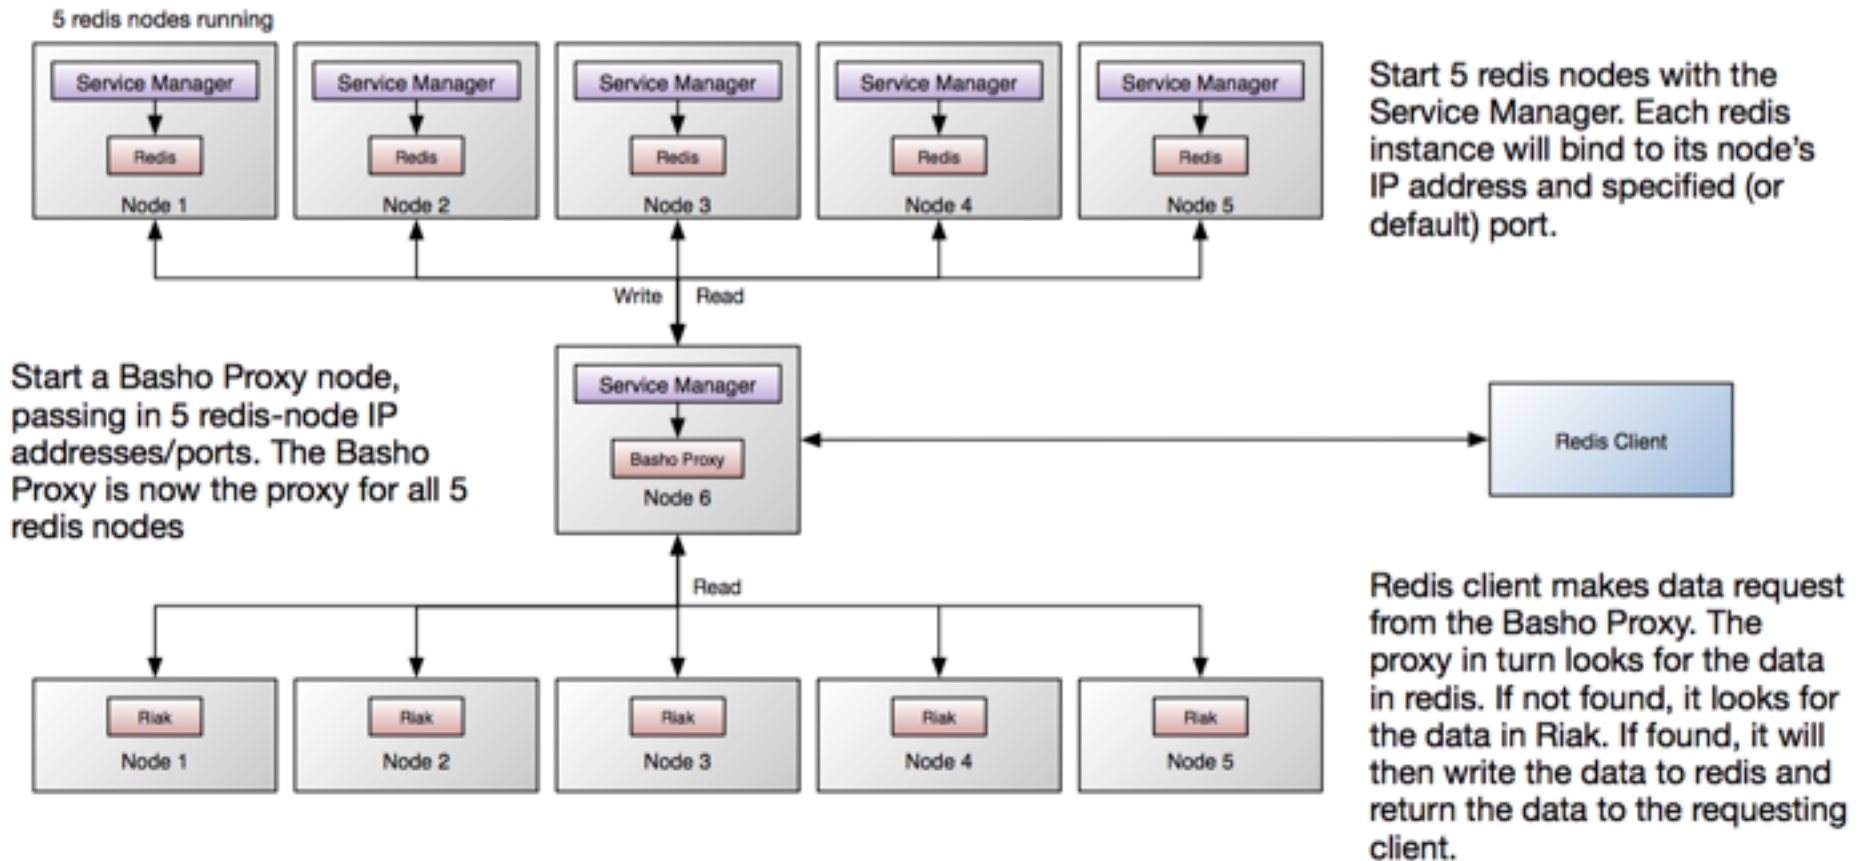 5 redis nodes running
Service Manager
Redis
Node 1
Service Manager
Redis
Node 2
Service Manager
Redis
Node 3
Service Manager
Redis
Node 4
Service Manager
Redis
Node 5
Start 5 redis nodes with the
Service Manager. Each redis
instance will bind to its node's
IP address and specified (or
default) port.
Write
Read
Start a Basho Proxy node,
passing in 5 redis-node IP
addresses/ports. The Basho
Proxy is now the proxy for all 5
redis nodes
Service Manager
Basho Proxy
Node 6
Redis Client
Read
Riak
Node 1
Riak
Node 2
Riak
Node 3
Riak
Node 4
Riak
Node 5
Redis client makes data request
from the Basho Proxy. The
proxy in turn looks for the data
in redis. If not found, it looks for
the data in Riak. If found, it will
then write the data to redis and
return the data to the requesting
client.